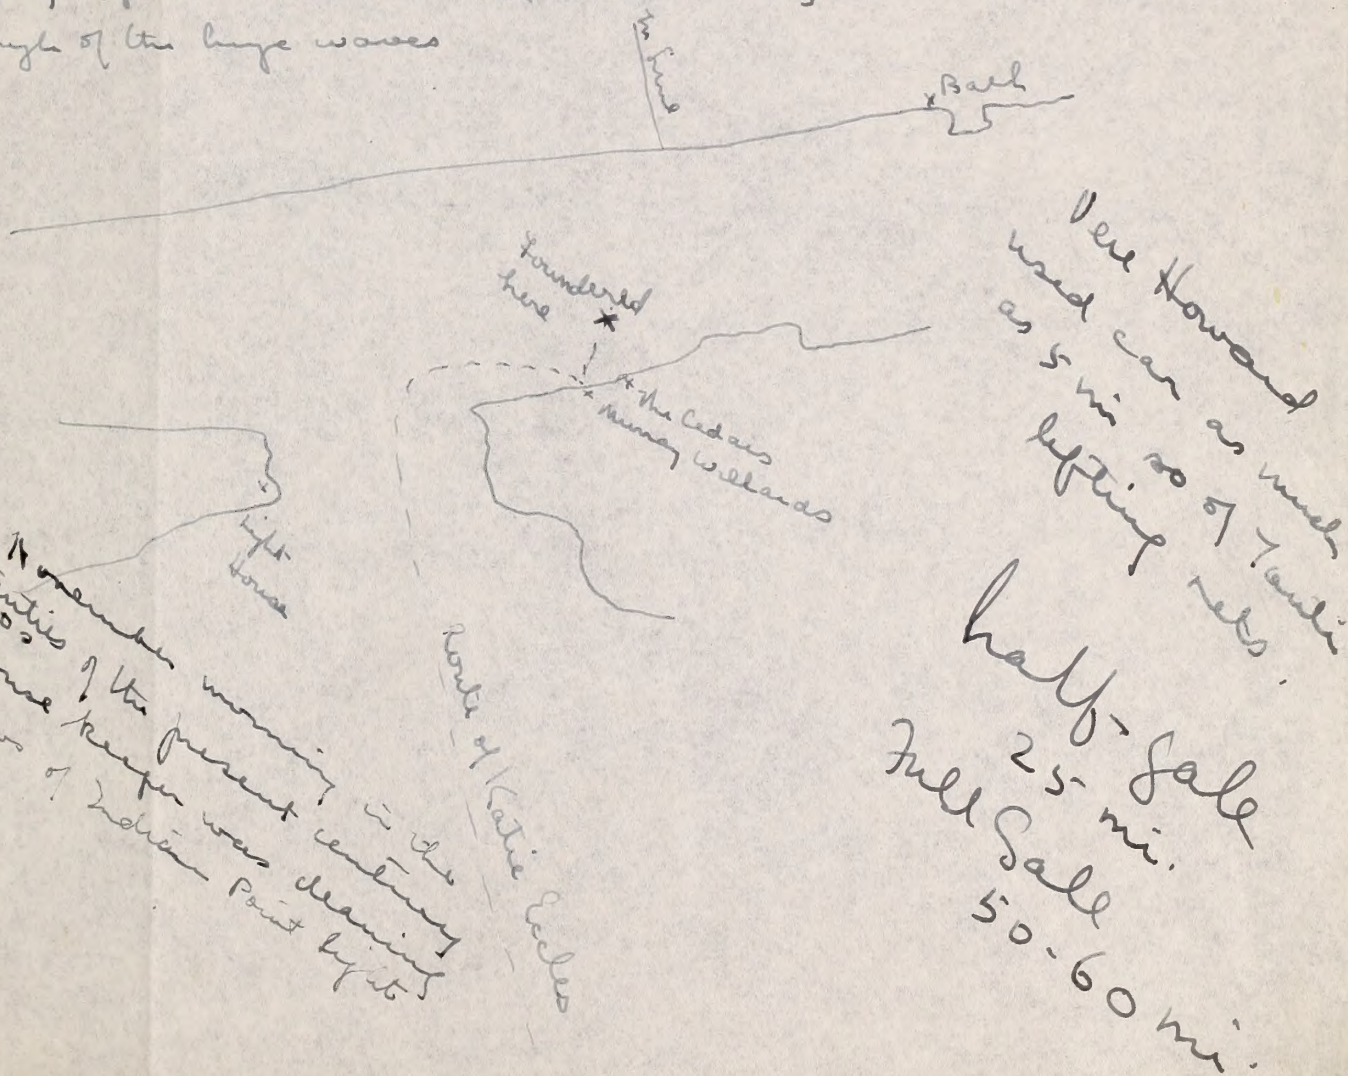 of the huge waves
Line
Bath
Foundered
here
The Cedars
Murray Willards
Light
House
Route of Katie Eccles
November morning in the
of the present century
keeper was cleaning
of Indian Point light
Vere Howard
used car as much
as 5 mi so of
lifting nets.
half-Gale
25 mi.
Full Gale
50-60 mi.